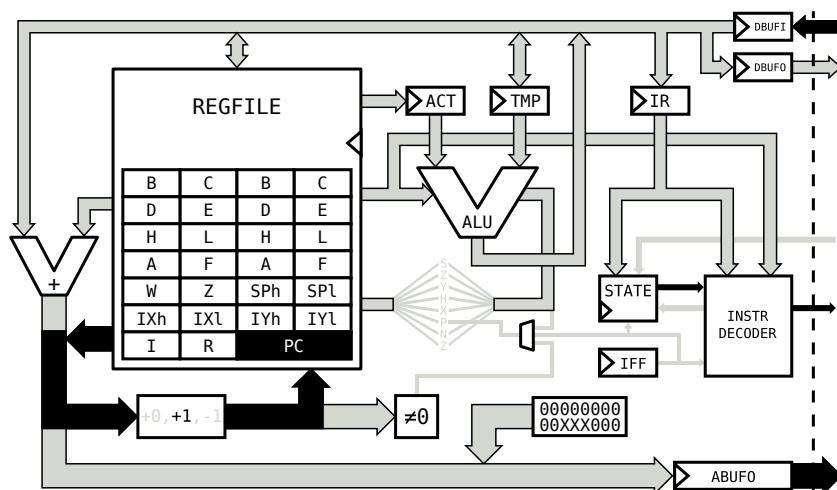 DBUFI
DBUFO
REGFILE
ACT
TMP
IR
B C B C
D E D E
H L H L
A F A F
W Z SPh SPl
IXh IXl IYh IYl
I R PC
ALU
+
S
Z
Y
H
X
P
N
Z
STATE
INSTR
DECODER
IFF
+0,+1,-1
≠0
00000000
00XXX000
ABUFO